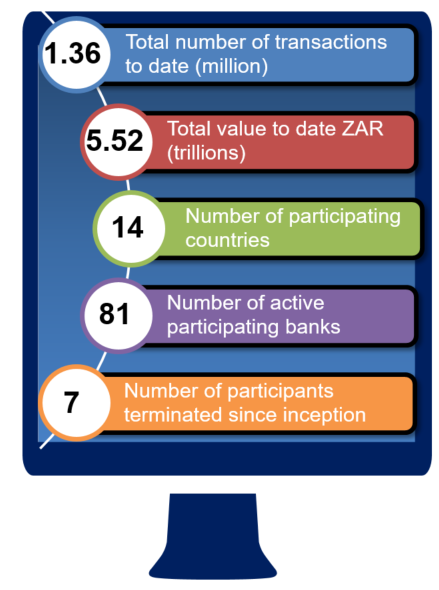 1.36
Total number of transactions
to date (million)
5.52
Total value to date ZAR
(trillions)
14
Number of participating
countries
81
Number of active
participating banks
7
Number of participants
terminated since inception